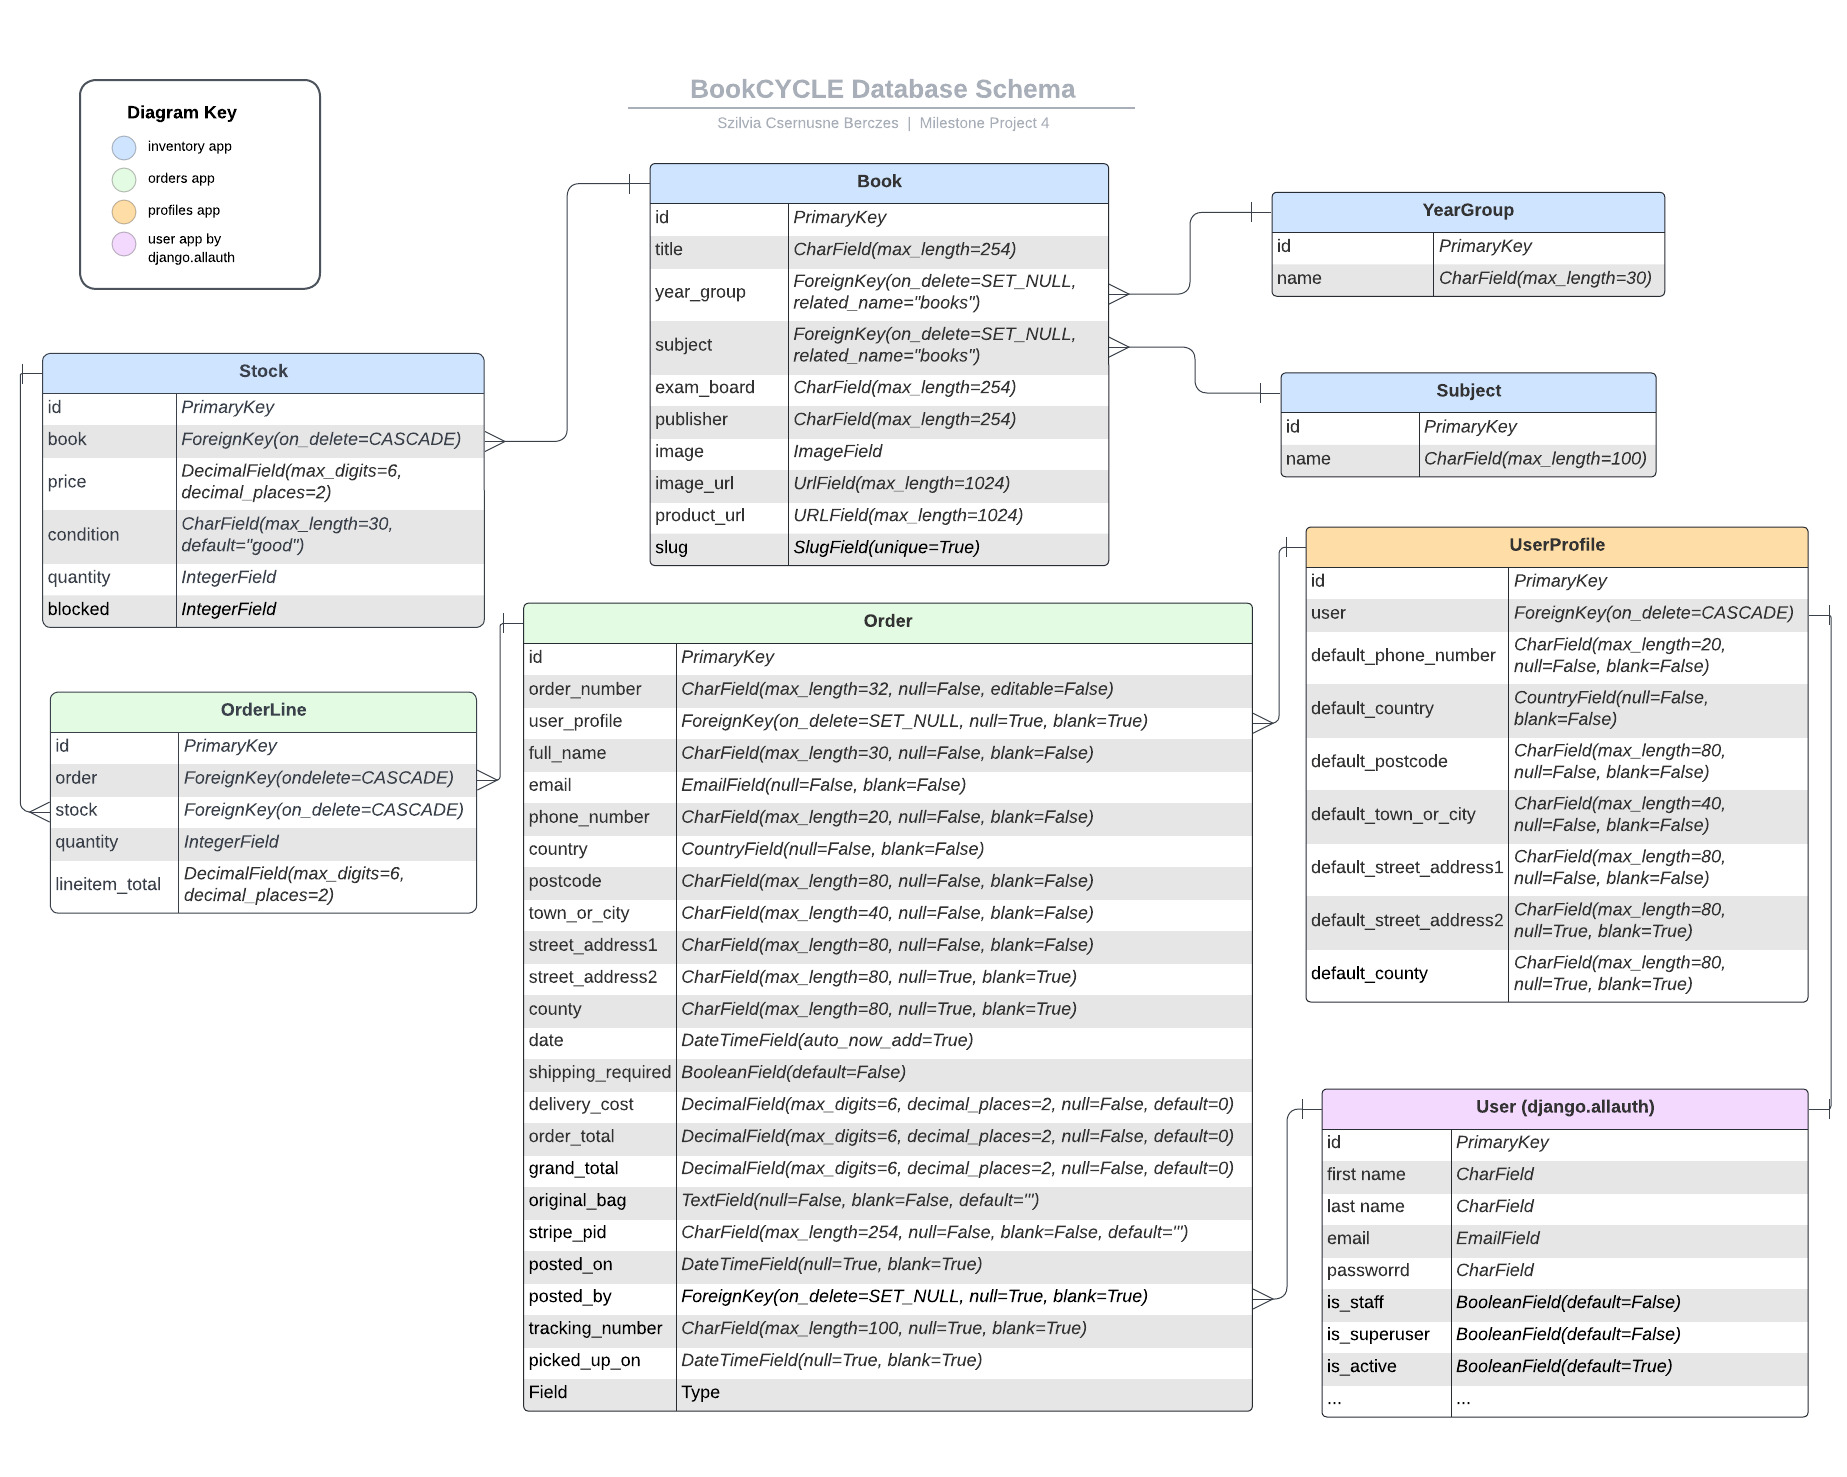 BookCYCLE Database Schema
Szilvia Csernusne Berczes | Milestone Project 4
Diagram Key
inventory app
orders app
profiles app
user app by
django.allauth
Book
id PrimaryKey
title CharField(max_length=254)
year_group ForeignKey(on_delete=SET_NULL,
related_name="books")
subject ForeignKey(on_delete=SET_NULL,
related_name="books")
exam_board CharField(max_length=254)
publisher CharField(max_length=254)
image ImageField
image_url UrlField(max_length=1024)
product_url URLField(max_length=1024)
slug SlugField(unique=True)
YearGroup
id PrimaryKey
name CharField(max_length=30)
Subject
id PrimaryKey
name CharField(max_length=100)
Stock
id PrimaryKey
book ForeignKey(on_delete=CASCADE)
price DecimalField(max_digits=6,
decimal_places=2)
condition CharField(max_length=30,
default="good")
quantity IntegerField
blocked IntegerField
OrderLine
id PrimaryKey
order ForeignKey(ondelete=CASCADE)
stock ForeignKey(on_delete=CASCADE)
quantity IntegerField
lineitem_total DecimalField(max_digits=6,
decimal_places=2)
Order
id PrimaryKey
order_number CharField(max_length=32, null=False, editable=False)
user_profile ForeignKey(on_delete=SET_NULL, null=True, blank=True)
full_name CharField(max_length=30, null=False, blank=False)
email EmailField(null=False, blank=False)
phone_number CharField(max_length=20, null=False, blank=False)
country CountryField(null=False, blank=False)
postcode CharField(max_length=80, null=False, blank=False)
town_or_city CharField(max_length=40, null=False, blank=False)
street_address1 CharField(max_length=80, null=False, blank=False)
street_address2 CharField(max_length=80, null=True, blank=True)
county CharField(max_length=80, null=True, blank=True)
date DateTimeField(auto_now_add=True)
shipping_required BooleanField(default=False)
delivery_cost DecimalField(max_digits=6, decimal_places=2, null=False, default=0)
order_total DecimalField(max_digits=6, decimal_places=2, null=False, default=0)
grand_total DecimalField(max_digits=6, decimal_places=2, null=False, default=0)
original_bag TextField(null=False, blank=False, default='")
stripe_pid CharField(max_length=254, null=False, blank=False, default='")
posted_on DateTimeField(null=True, blank=True)
posted_by ForeignKey(on_delete=SET_NULL, null=True, blank=True)
tracking_number CharField(max_length=100, null=True, blank=True)
picked_up_on DateTimeField(null=True, blank=True)
Field Type
UserProfile
id PrimaryKey
user ForeignKey(on_delete=CASCADE)
default_phone_number CharField(max_length=20,
null=False, blank=False)
default_country CountryField(null=False,
blank=False)
default_postcode CharField(max_length=80,
null=False, blank=False)
default_town_or_city CharField(max_length=40,
null=False, blank=False)
default_street_address1 CharField(max_length=80,
null=False, blank=False)
default_street_address2 CharField(max_length=80,
null=True, blank=True)
default_county CharField(max_length=80,
null=True, blank=True)
User (django.allauth)
id PrimaryKey
first name CharField
last name CharField
email EmailField
passworrd CharField
is_staff BooleanField(default=False)
is_superuser BooleanField(default=False)
is_active BooleanField(default=True)
... ...